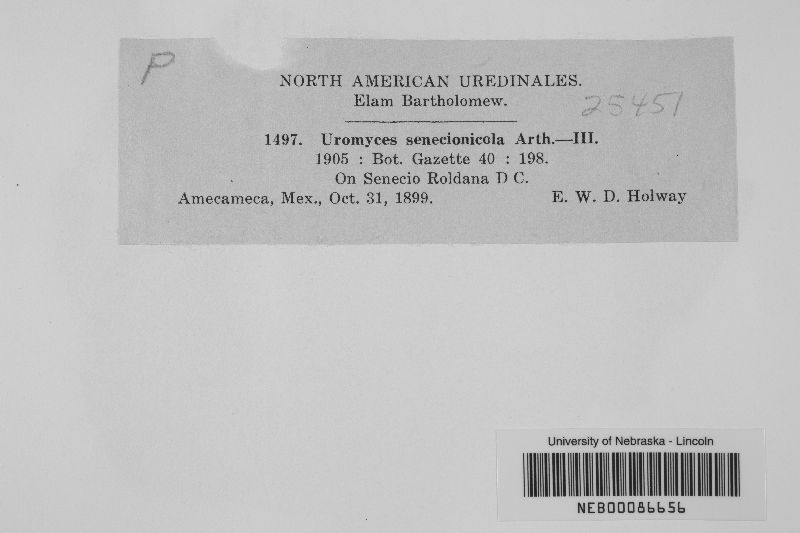 P
NORTH AMERICAN UREDINALES.
Elam Bartholomew.
25451
1497. Uromyces senecionicola Arth.—III.
1905 : Bot. Gazette 40 : 198.
On Senecio Roldana D C.
Amecameca, Mex., Oct. 31, 1899. E. W. D. Holway
University of Nebraska - Lincoln
NEB00086656